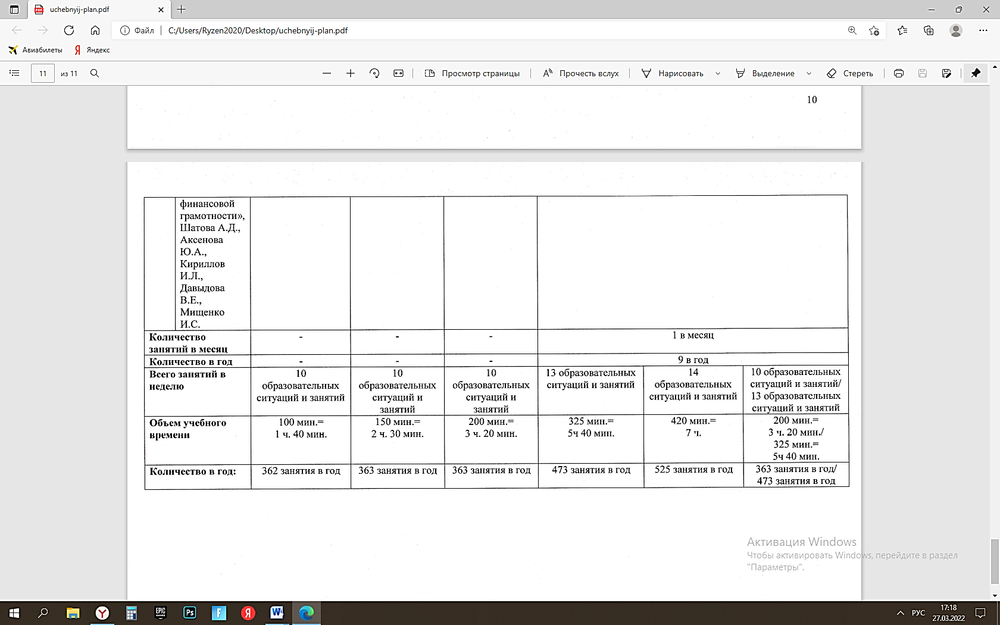 uchebnyij-plan.pdf
Файл
C:/Users/Ryzen2020/Desktop/uchebnyij-plan.pdf
Авиабилеты
Яндекс
11 из 11
Просмотр страницы
Прочесть вслух
Нарисовать
Выделение
Стереть
10
финансовой
грамотности»,
Шатова А.Д.,
Аксенова
Ю.А.,
Кириллов
И.Л.,
Давыдова
В.Е.,
Мищенко
И.С.
Количество
занятий в месяц
-
-
-
1 в месяц
Количество в год
-
-
-
9 в год
Всего занятий в
неделю
10
образовательных
ситуаций и занятий
10
образовательных
ситуаций и
занятий
10
образовательных
ситуаций и
занятий
13 образовательных
ситуаций и занятий
14
образовательных
ситуаций и занятий
10 образовательных
ситуаций и занятий/
13 образовательных
ситуаций и занятий
Объем учебного
времени
100 мин.=
1 ч. 40 мин.
150 мин.=
2 ч. 30 мин.
200 мин.=
3 ч. 20 мин.
325 мин.=
5ч 40 мин.
420 мин.=
7 ч.
200 мин.=
3 ч. 20 мин./
325 мин.=
5ч 40 мин.
Количество в год:
362 занятия в год
363 занятия в год
363 занятия в год
473 занятия в год
525 занятия в год
363 занятия в год/
473 занятия в год
Активация Windows
Чтобы активировать Windows, перейдите в раздел
"Параметры".
EPIC
GAMES
Ps
F
Я
W
РУС
17:18
27.03.2022